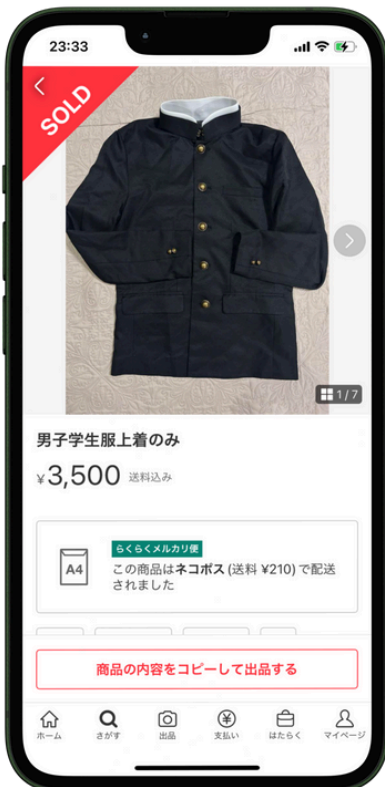 23:33
SOLD
1/7
男子学生服上着のみ
¥3,500 送料込み
らくらくメルカリ便
A4
この商品はネコポス (送料 ¥210) で配送
されました
商品の内容をコピーして出品する
ホーム さがす 出品 支払い はたらく マイページ